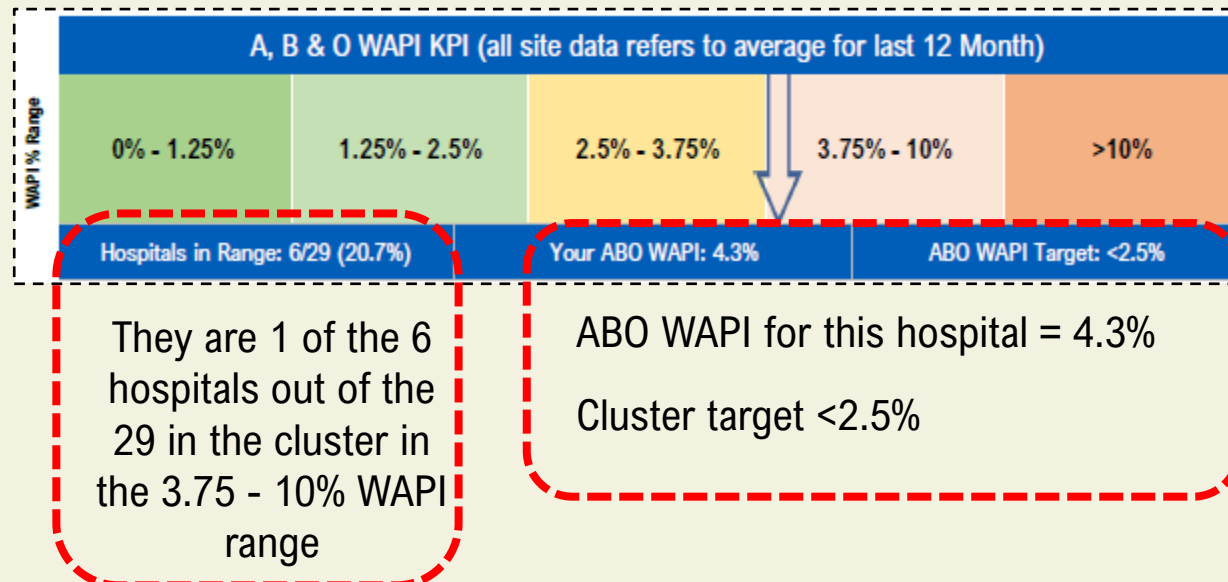 A, B & O WAPI KPI (all site data refers to average for last 12 Month)
WAPI % Range
0% - 1.25%
1.25% - 2.5%
2.5% - 3.75%
3.75% - 10%
>10%
Hospitals in Range: 6/29 (20.7%)
Your ABO WAPI: 4.3%
ABO WAPI Target: <2.5%
They are 1 of the 6
hospitals out of the
29 in the cluster in
the 3.75 - 10% WAPI
range
ABO WAPI for this hospital = 4.3%
Cluster target <2.5%